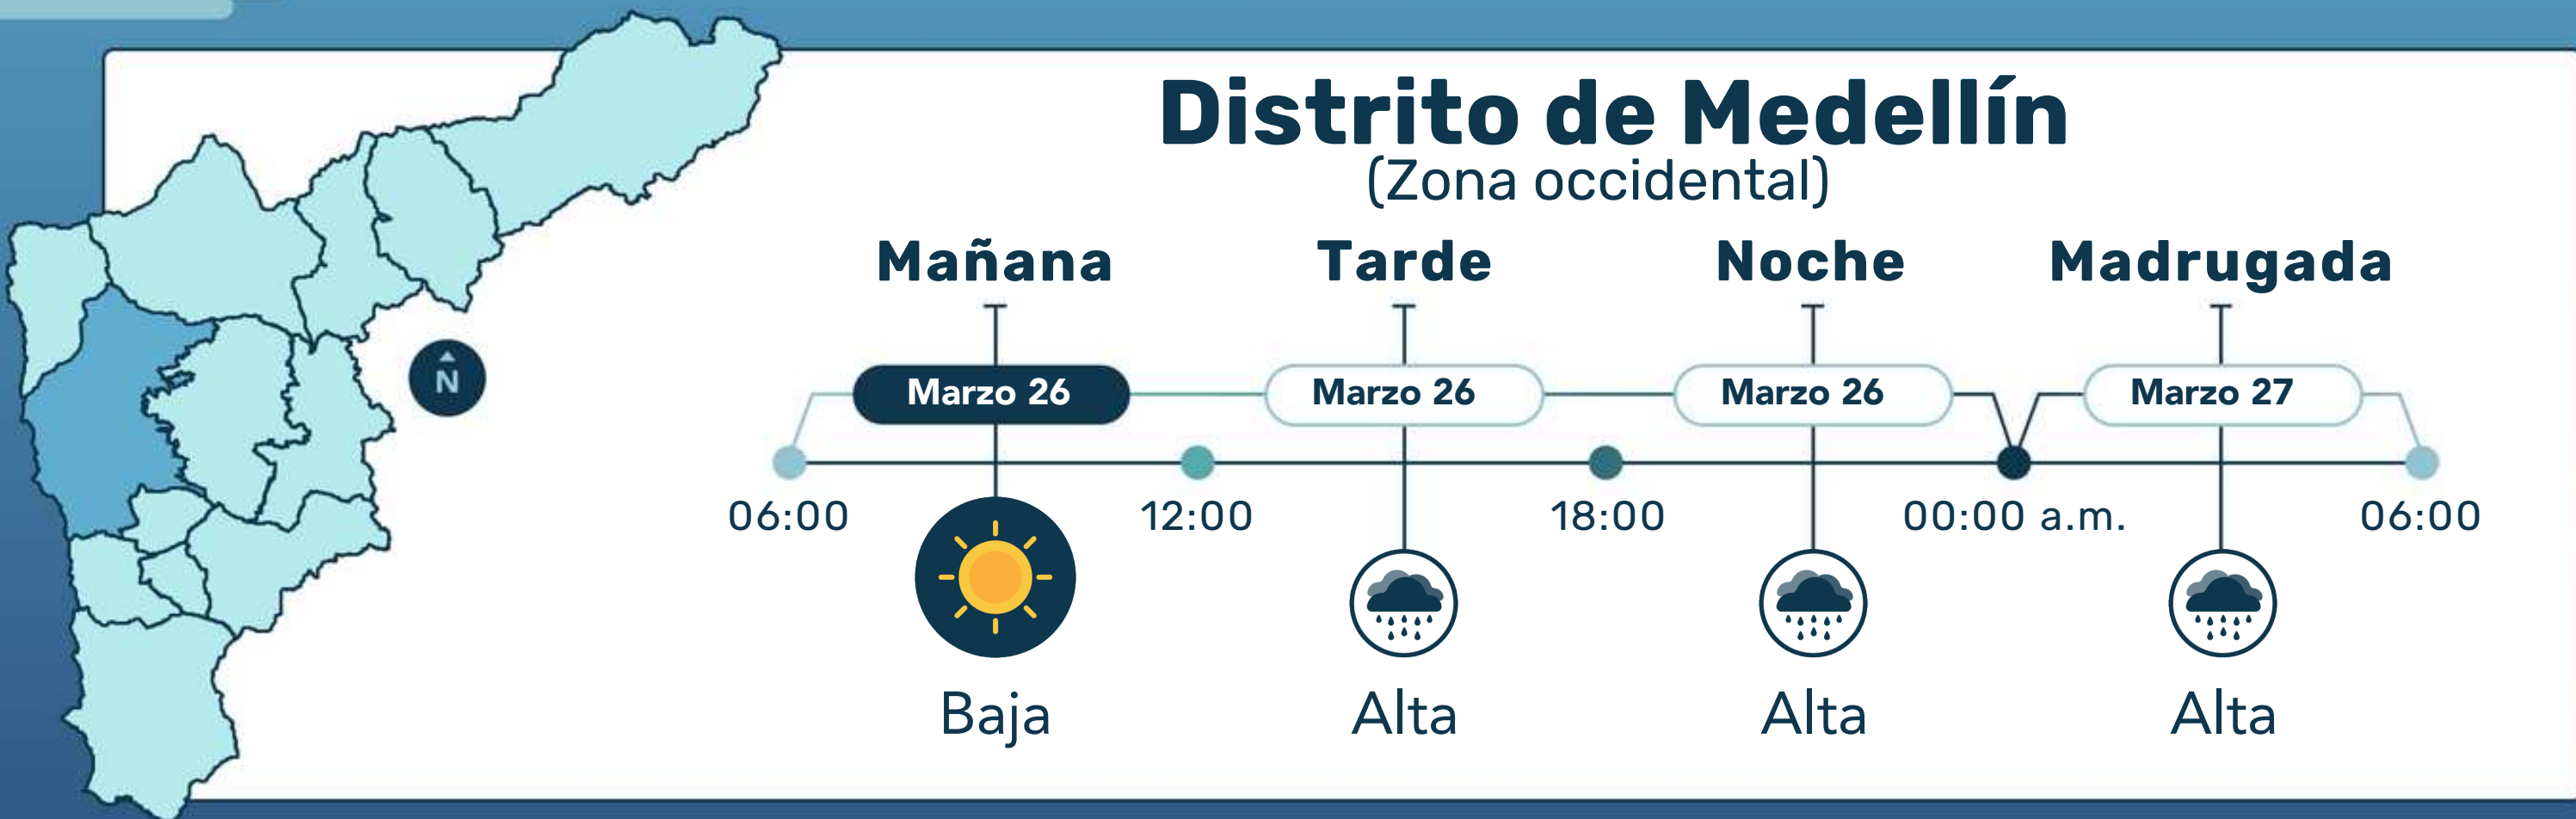 Distrito de Medellín
(Zona occidental)
Mañana Tarde Noche Madrugada
Marzo 26 Marzo 26 Marzo 26 Marzo 27
N
06:00 12:00 18:00 00:00 a.m. 06:00
Baja Alta Alta Alta